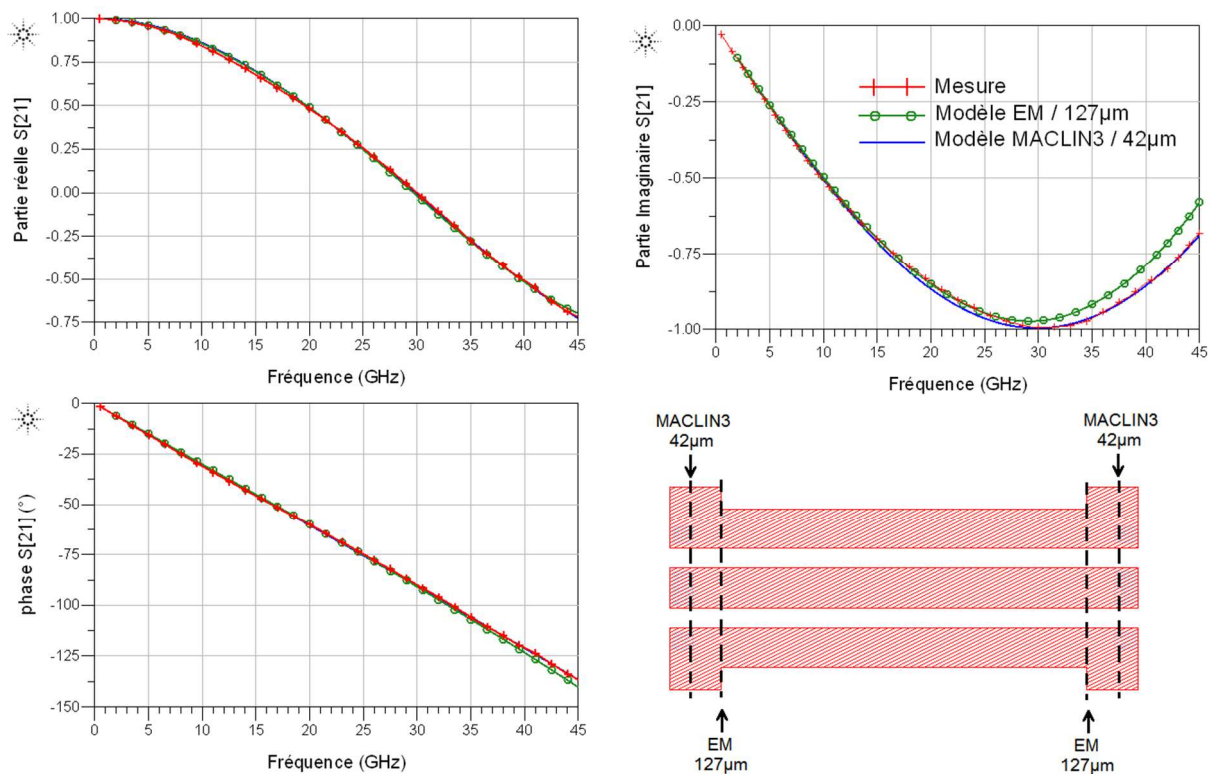 Partie réelle S[21]
1.00
0.75
0.50
0.25
0.00
-0.25
-0.50
-0.75
0 5 10 15 20 25 30 35 40 45
Fréquence (GHz)
Partie Imaginaire S[21]
0.00
-0.25
-0.50
-0.75
-1.00
Mesure
Modèle EM / 127µm
Modèle MACLIN3 / 42µm
0 5 10 15 20 25 30 35 40 45
Fréquence (GHz)
phase S[21] (°)
0
-25
-50
-75
-100
-125
-150
0 5 10 15 20 25 30 35 40 45
Fréquence (GHz)
MACLIN3
42µm
MACLIN3
42µm
EM
127µm
EM
127µm